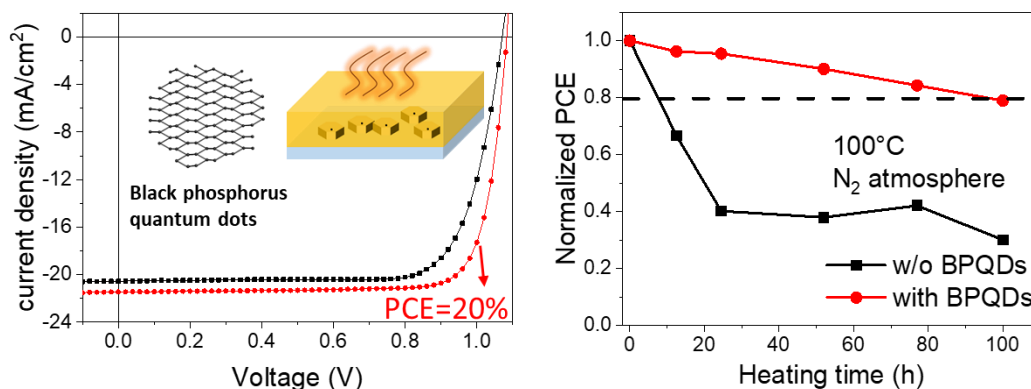 current density (mA/cm²)
0
-4
-8
-12
-16
-20
-24
Black phosphorus
quantum dots
PCE=20%
0.0 0.2 0.4 0.6 0.8 1.0
Voltage (V)
Normalized PCE
1.0
0.8
0.6
0.4
0.2
0.0
100°C
N₂ atmosphere
w/o BPQDs
with BPQDs
0 20 40 60 80 100
Heating time (h)